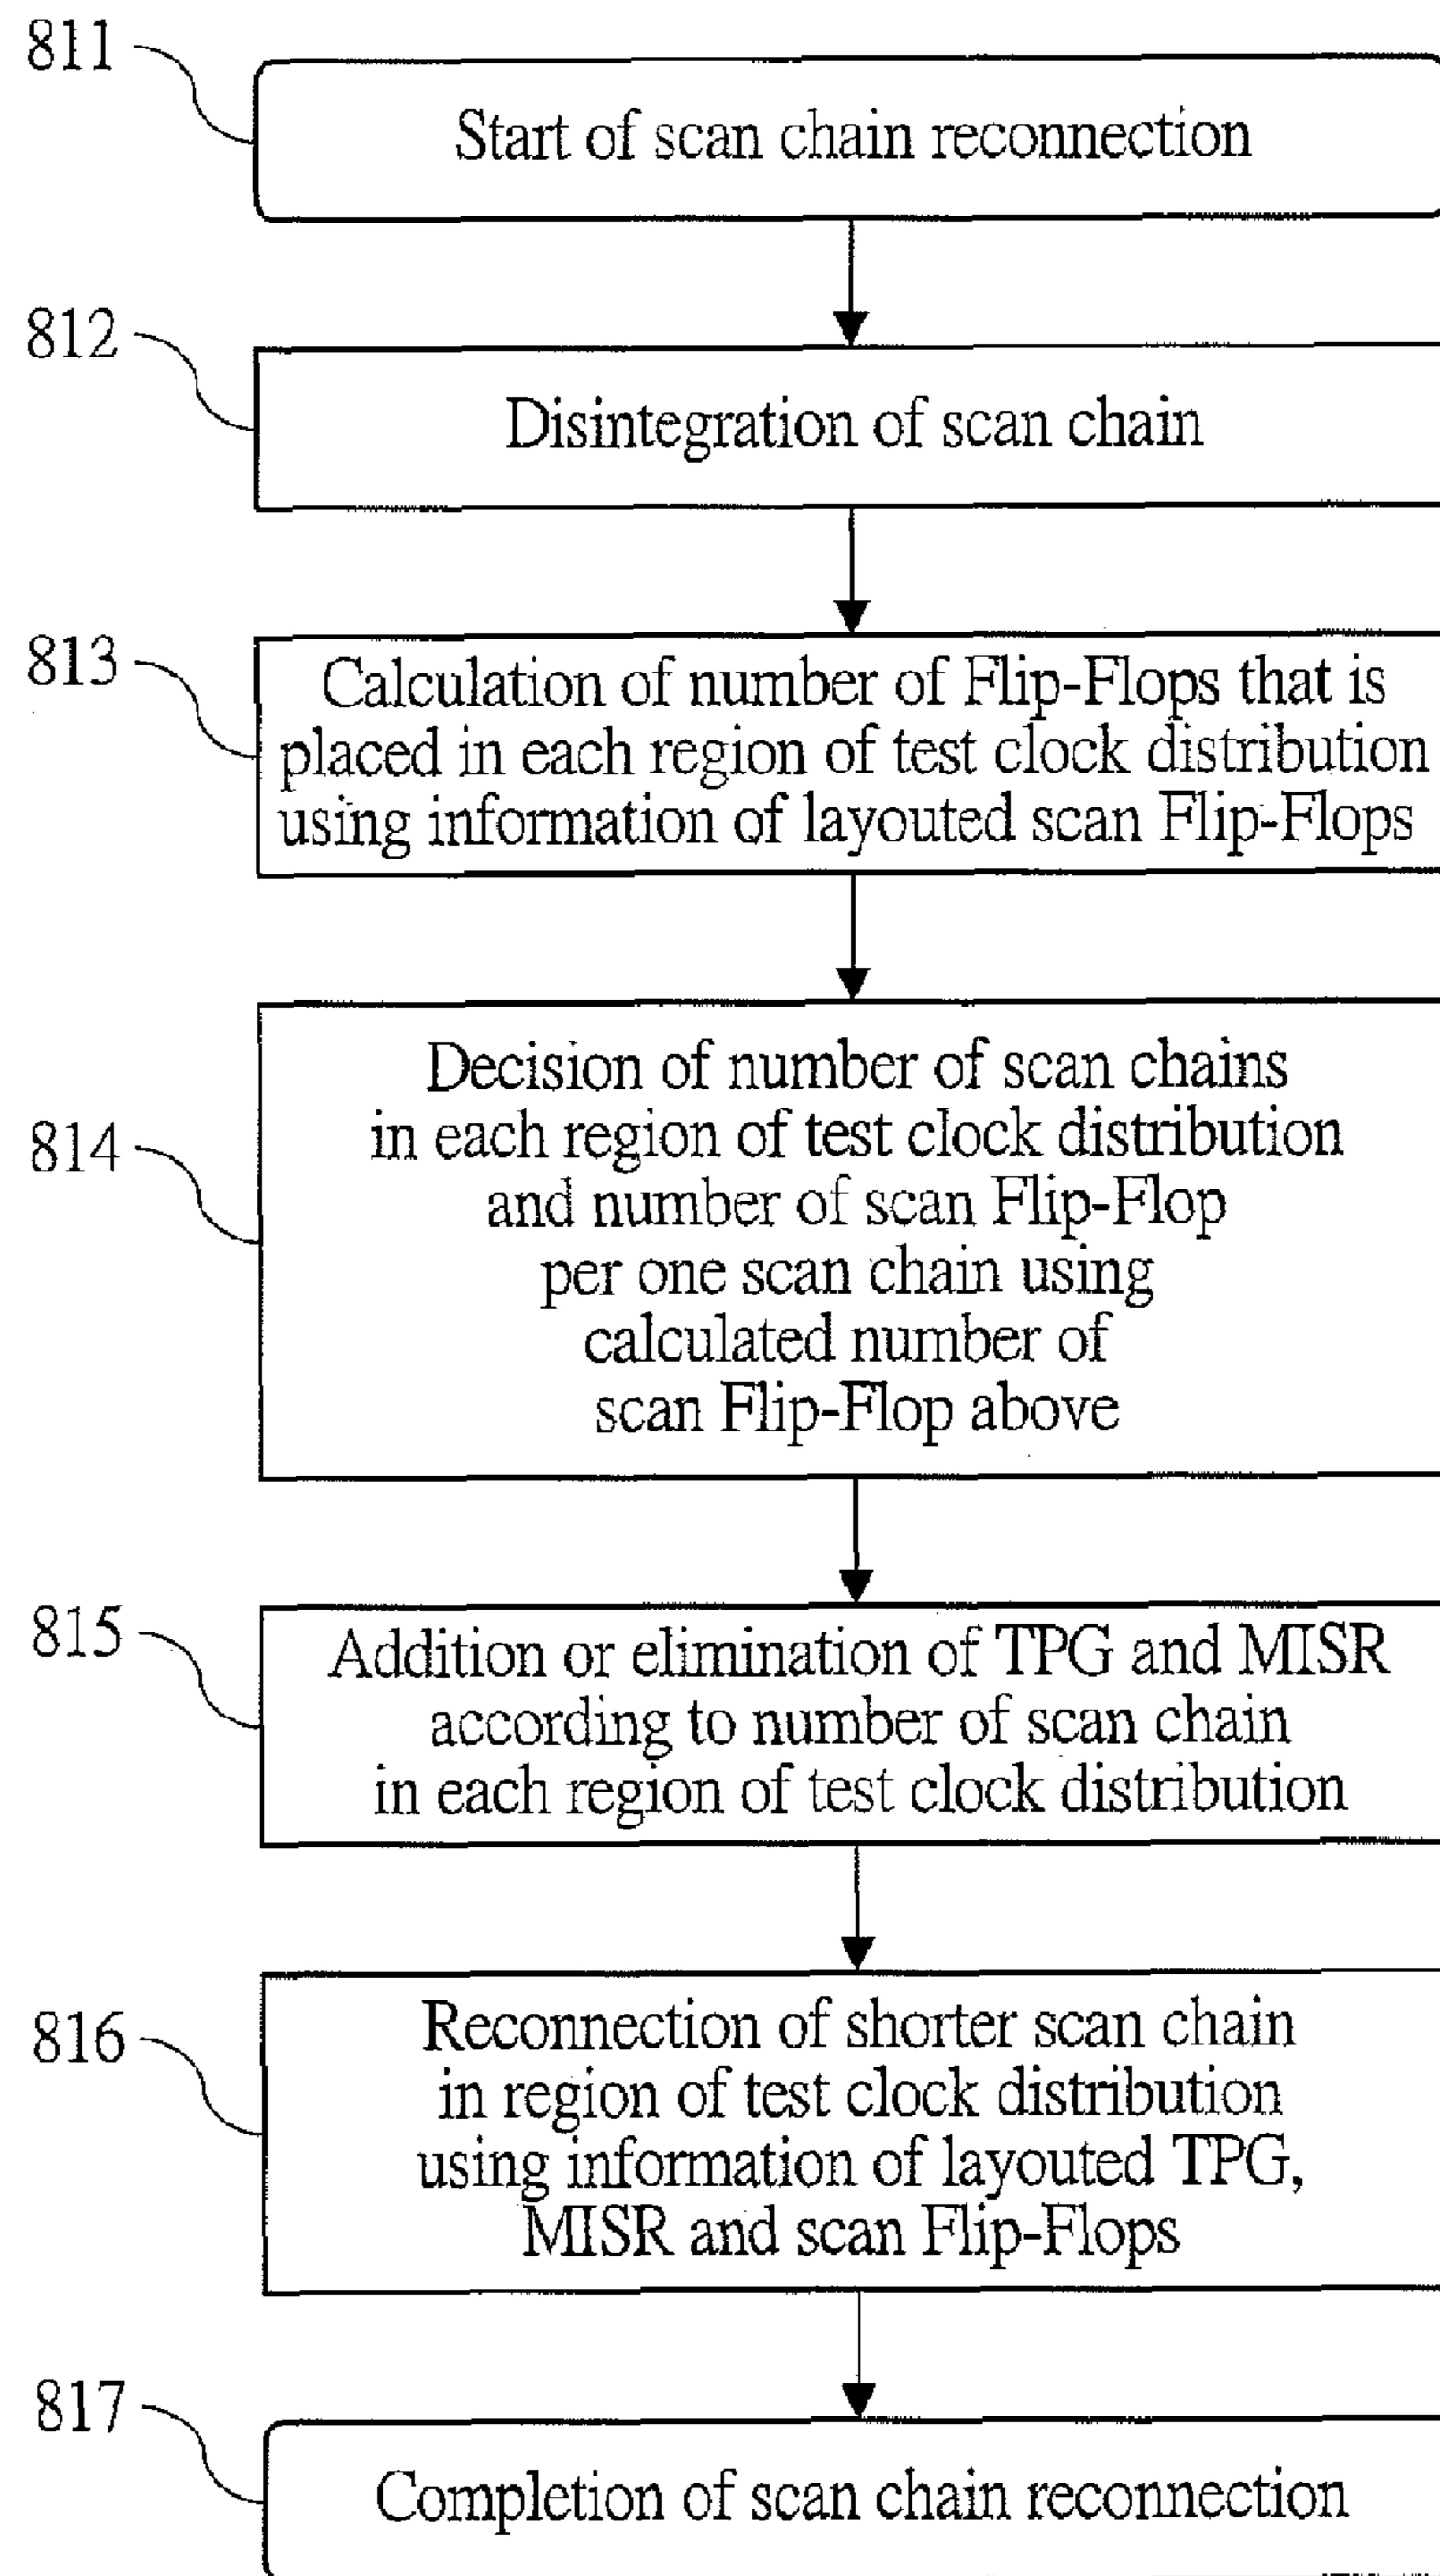 811
Start of scan chain reconnection
812
Disintegration of scan chain
813
Calculation of number of Flip-Flops that is
placed in each region of test clock distribution
using information of layouted scan Flip-Flops
814
Decision of number of scan chains
in each region of test clock distribution
and number of scan Flip-Flop
per one scan chain using
calculated number of
scan Flip-Flop above
815
Addition or elimination of TPG and MISR
according to number of scan chain
in each region of test clock distribution
816
Reconnection of shorter scan chain
in region of test clock distribution
using information of layouted TPG,
MISR and scan Flip-Flops
817
Completion of scan chain reconnection